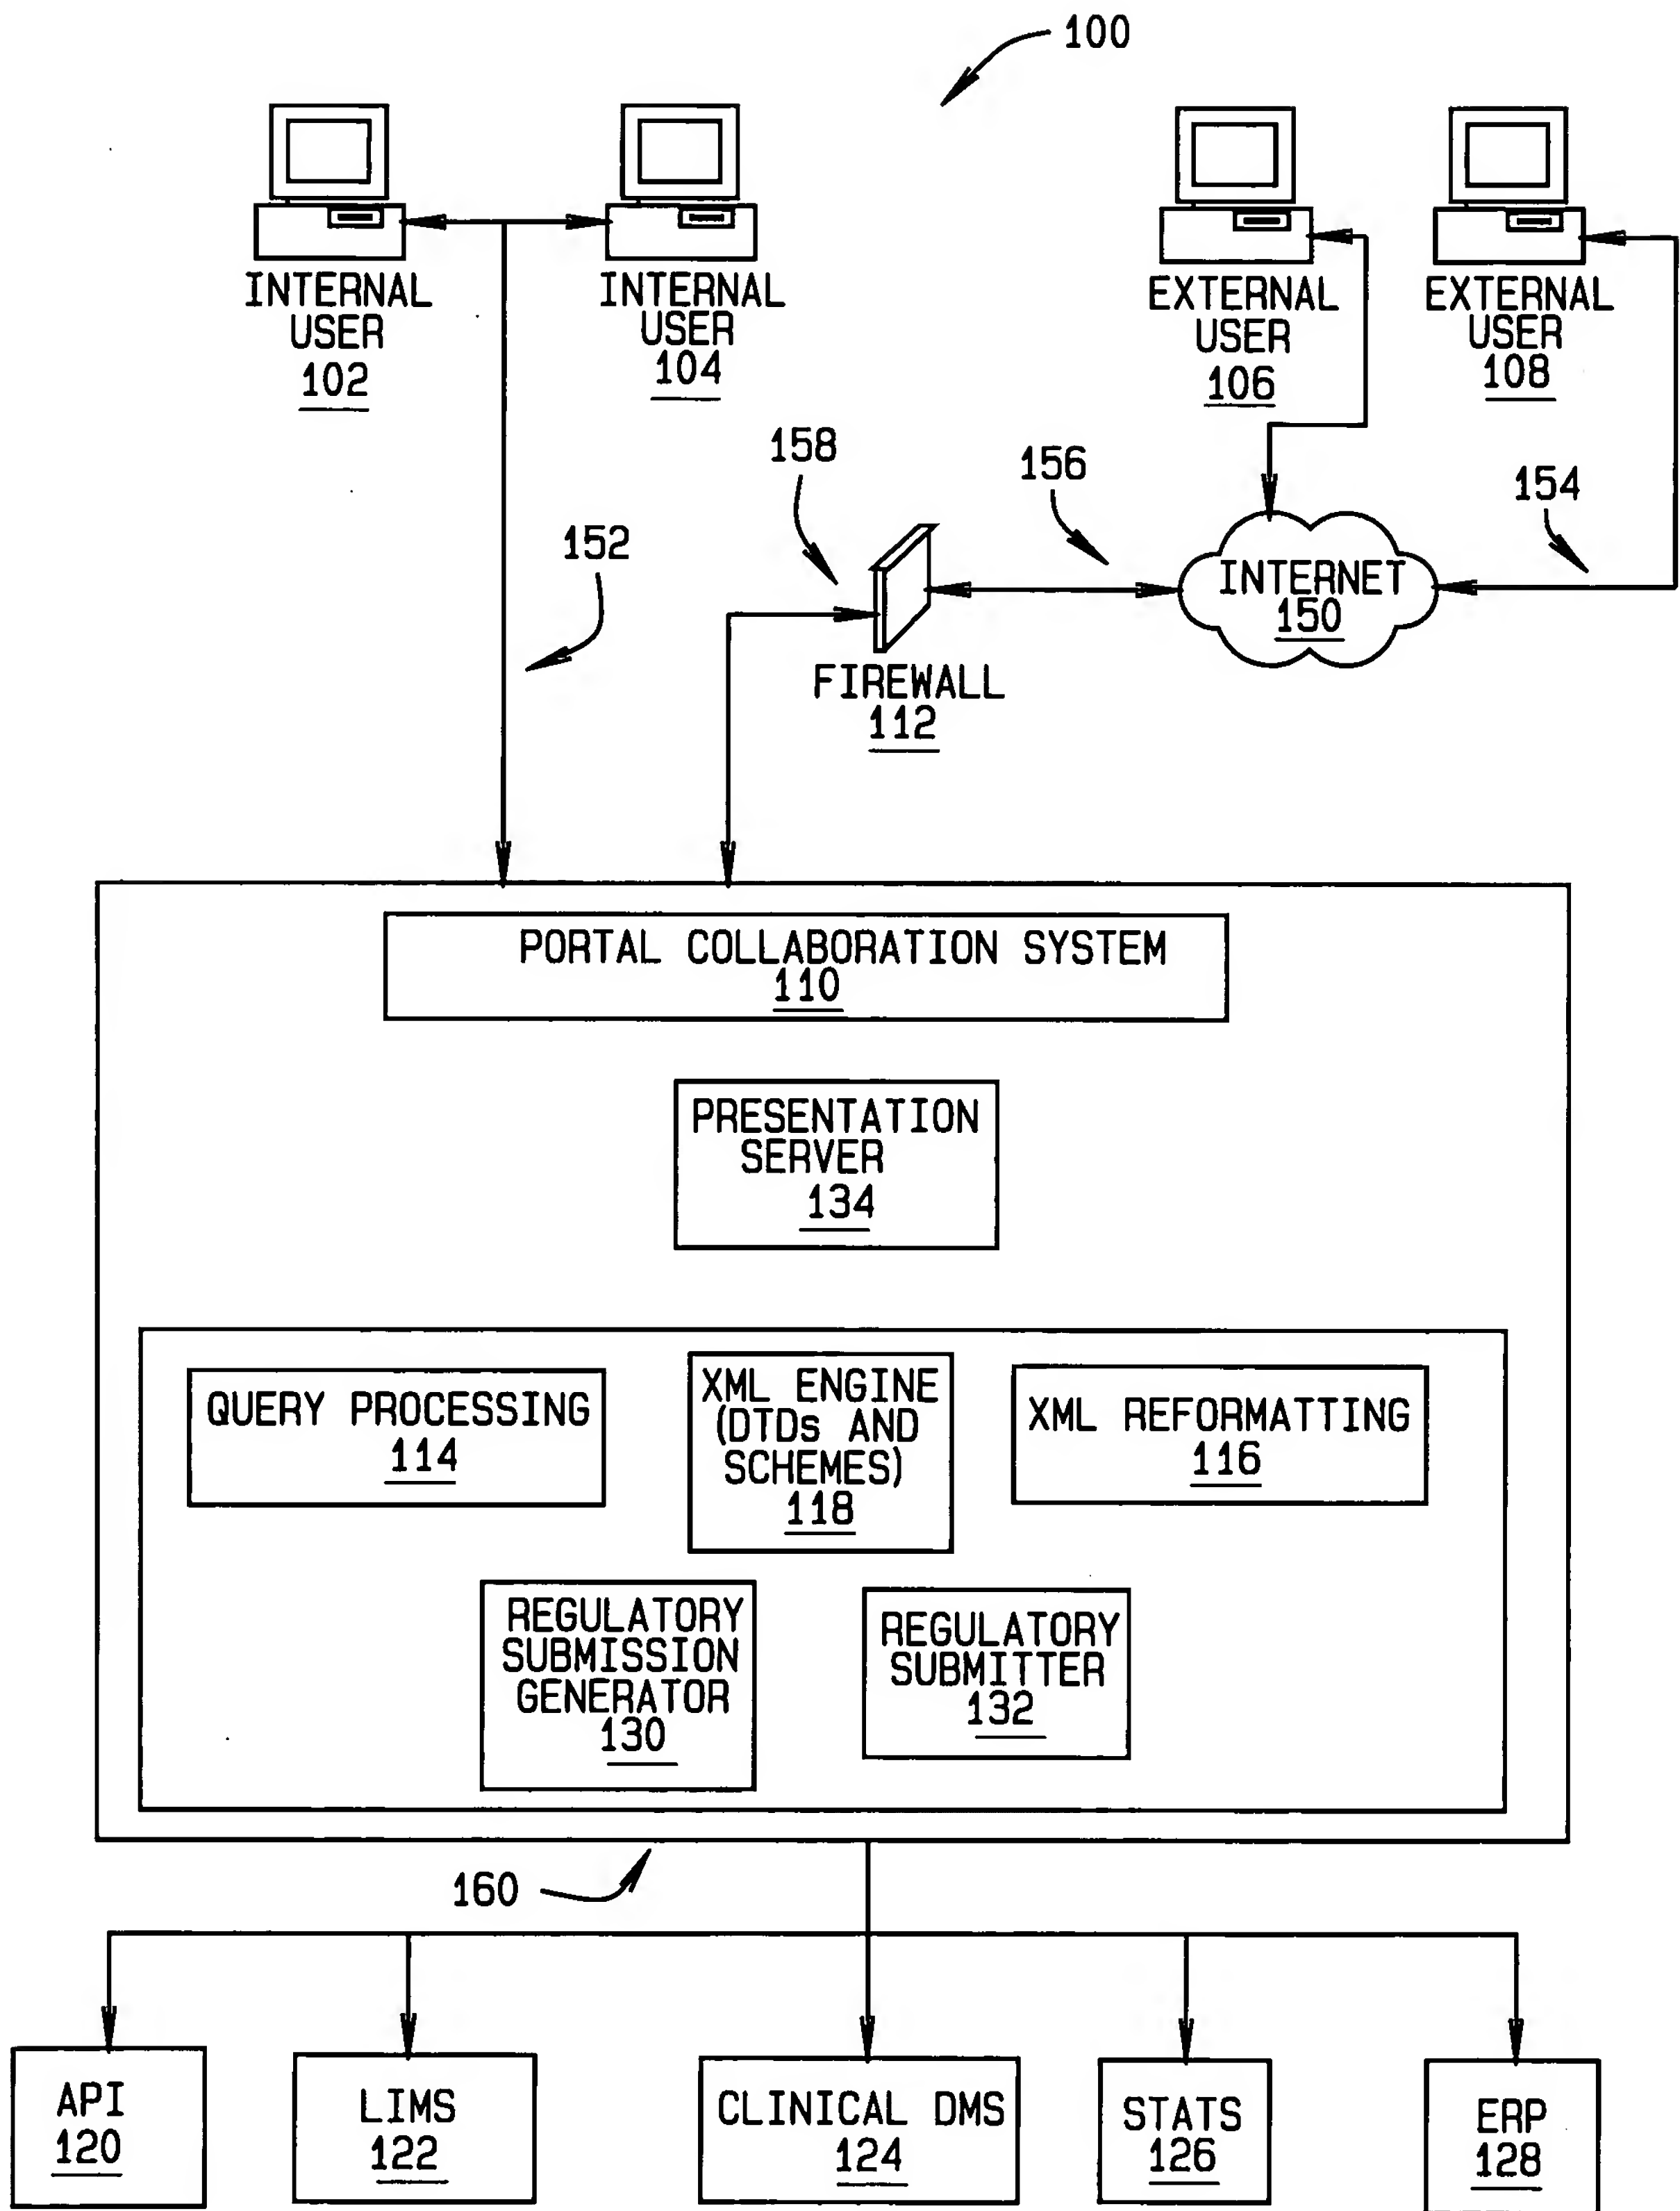 100
INTERNAL
USER
102
INTERNAL
USER
104
EXTERNAL
USER
106
EXTERNAL
USER
108
158
156
154
152
INTERNET
150
FIREWALL
112
PORTAL COLLABORATION SYSTEM
110
PRESENTATION
SERVER
134
QUERY PROCESSING
114
XML ENGINE
(DTDs AND
SCHEMES)
118
XML REFORMATTING
116
REGULATORY
SUBMISSION
GENERATOR
130
REGULATORY
SUBMITTER
132
160
API
120
LIMS
122
CLINICAL DMS
124
STATS
126
ERP
128